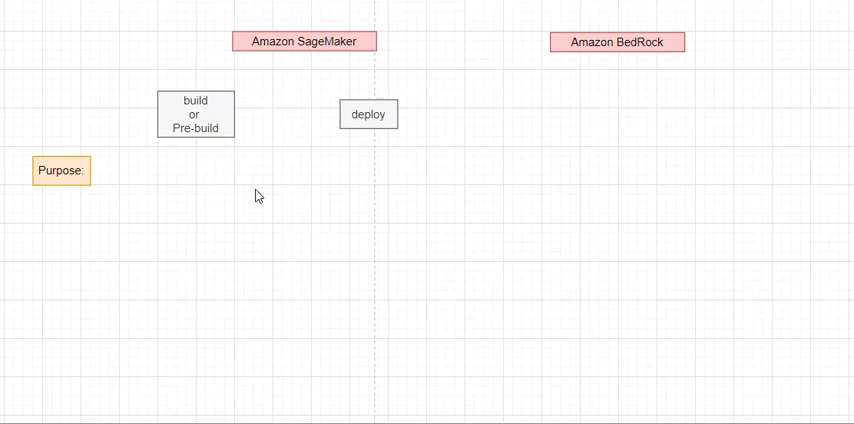 Amazon SageMaker
Amazon BedRock
build
or
Pre-build
deploy
Purpose: